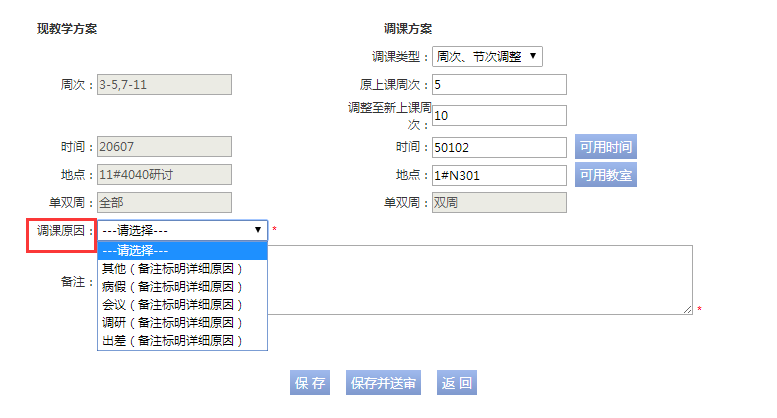 现教学方案
调课方案
调课类型： 周次、节次调整
周次： 3-5,7-11
原上课周次： 5
调整至新上课周
次： 10
时间： 20607
时间： 50102 可用时间
地点： 11#4040研讨
地点： 1#N301 可用教室
单双周： 全部
单双周： 双周
调课原因： ---请选择--- *
---请选择---
其他（备注标明详细原因）
病假（备注标明详细原因）
会议（备注标明详细原因）
调研（备注标明详细原因）
出差（备注标明详细原因）
备注： *
保 存 保存并送审 返 回